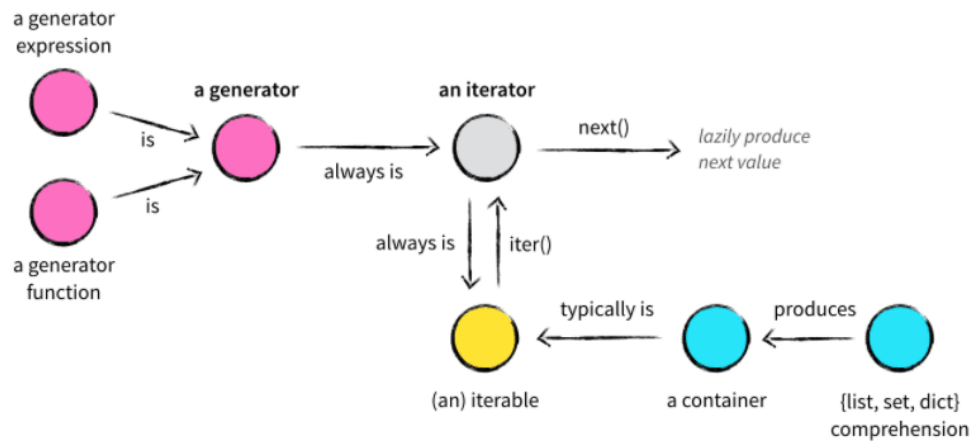 a generator
expression
a generator
an iterator
is
next()
lazily produce
next value
always is
is
a generator
function
always is
iter()
typically is
produces
(an) iterable
a container
{list, set, dict}
comprehension